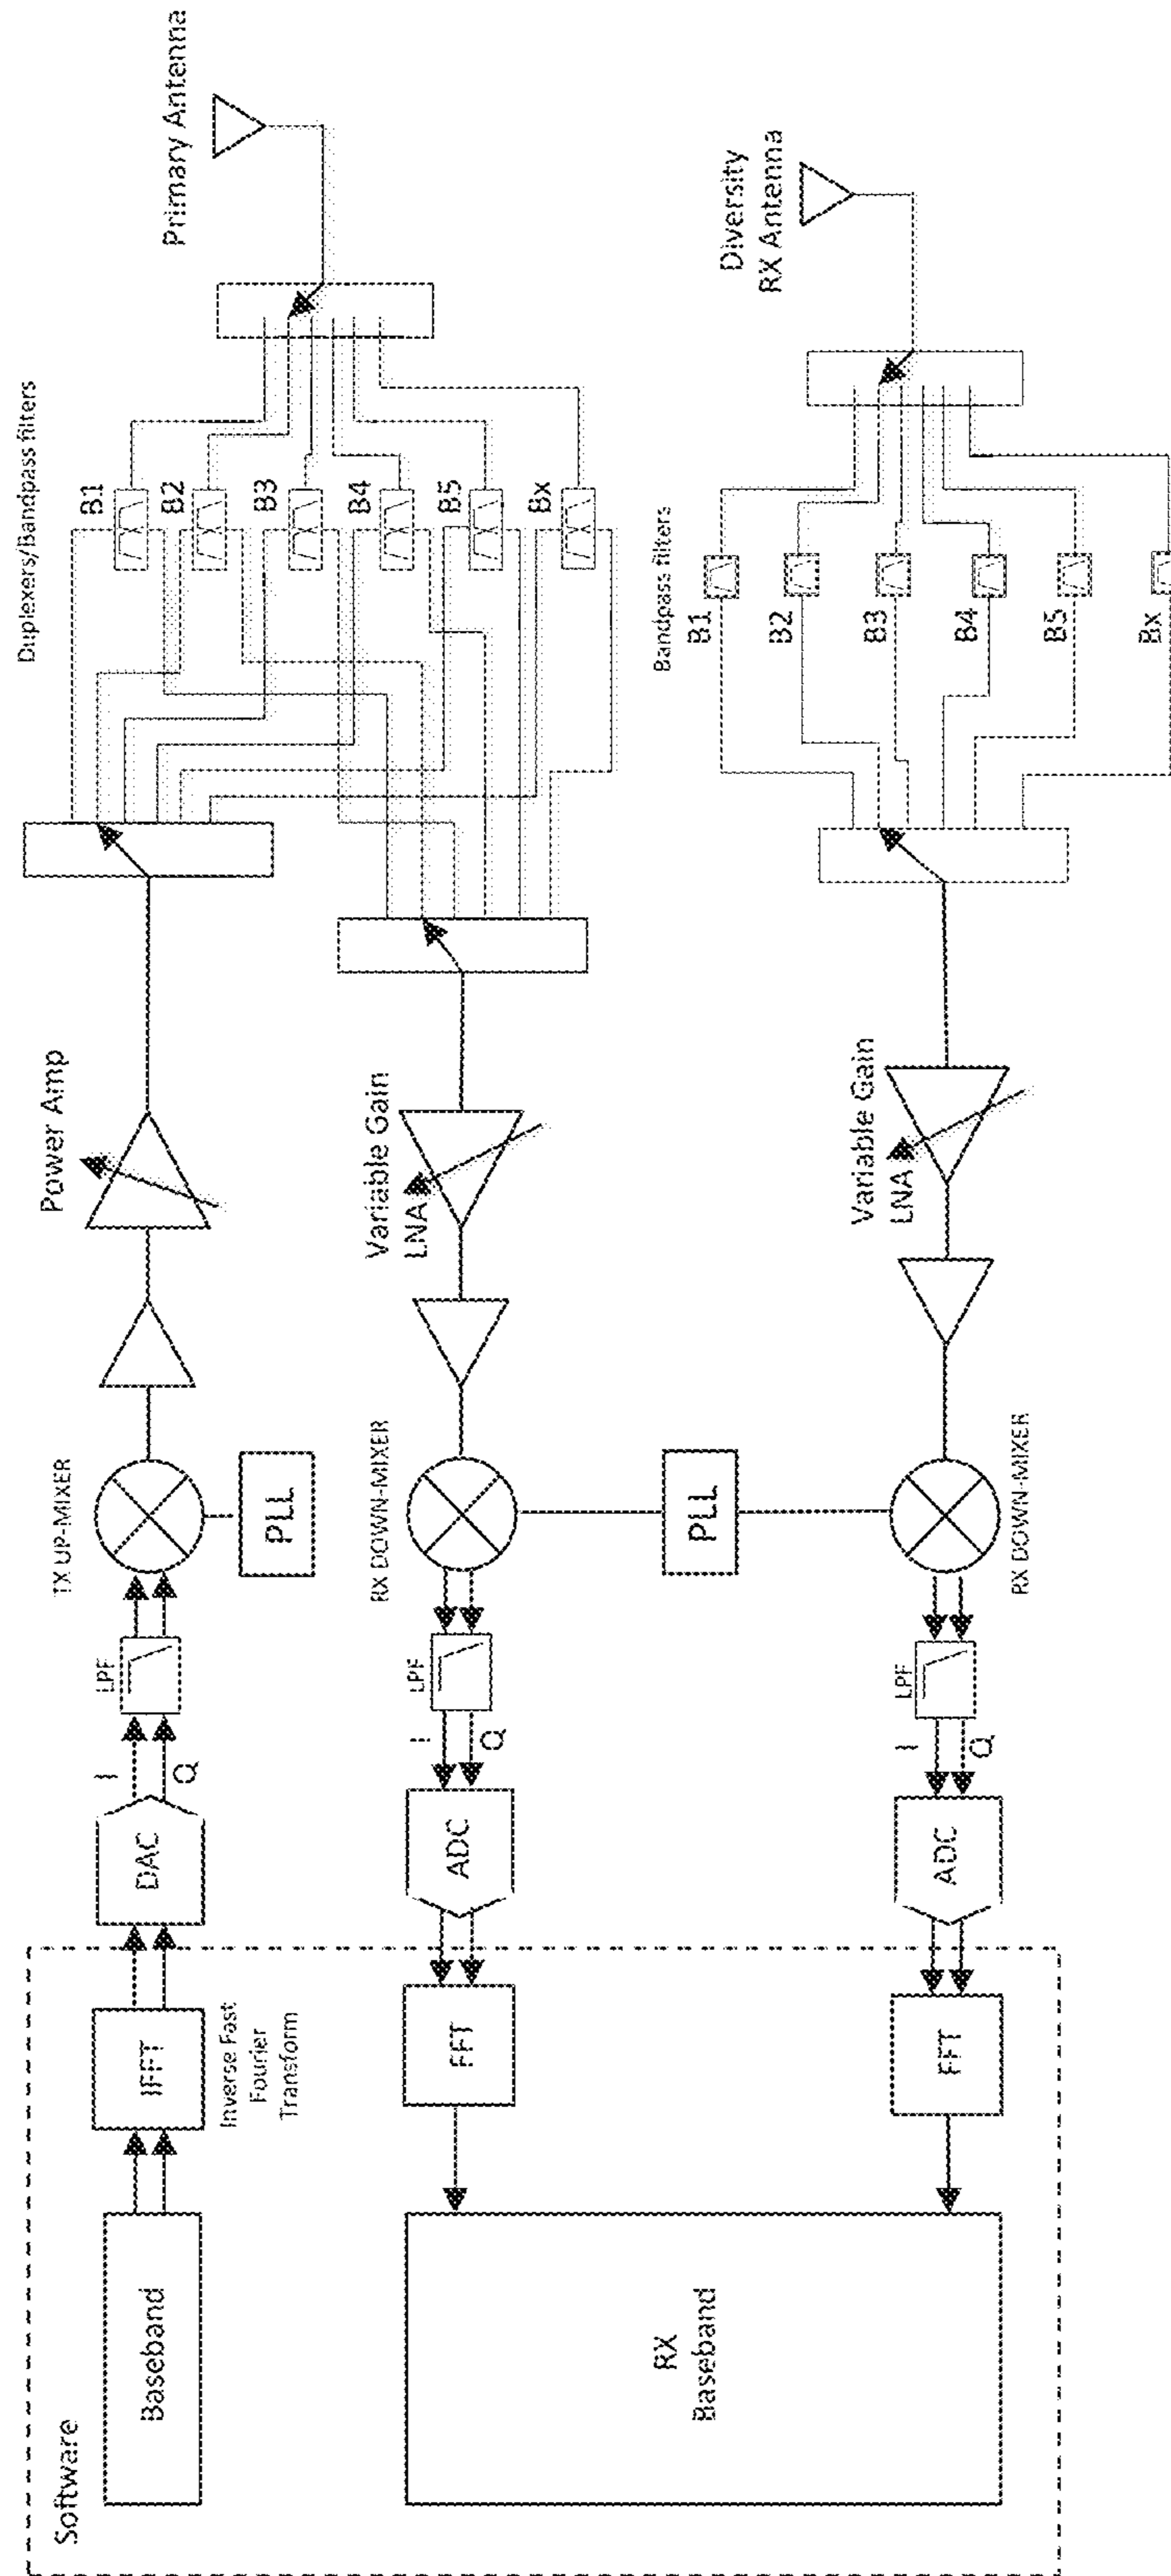 Software
Baseband
IFFT
Inverse Fast
Fourier
Transform
DAC
I
Q
LPF
TX UP-MIXER
PLL
Power Amp
Duplexers/Bandpass filters
B1
B2
B3
B4
B5
Bx
Primary Antenna
RX
Baseband
FFT
ADC
I
Q
LPF
RX DOWN-MIXER
PLL
Variable Gain
LNA
FFT
ADC
I
Q
LPF
RX DOWN-MIXER
Variable Gain
LNA
Bandpass filters
B1
B2
B3
B4
B5
Bx
Diversity
RX Antenna